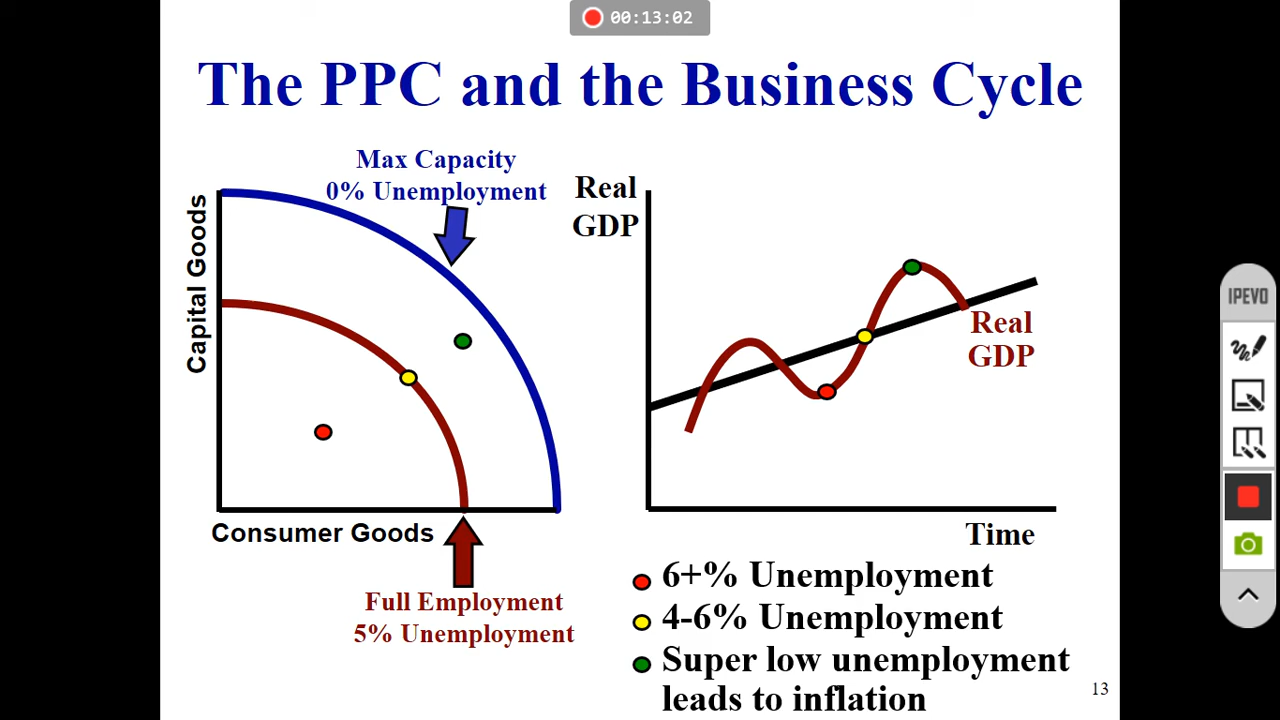 00:13:02
The PPC and the Business Cycle
Max Capacity
0% Unemployment
Capital Goods
Consumer Goods
Full Employment
5% Unemployment
Real
GDP
Real
GDP
Time
6+% Unemployment
4-6% Unemployment
Super low unemployment
leads to inflation
13
IPEVO